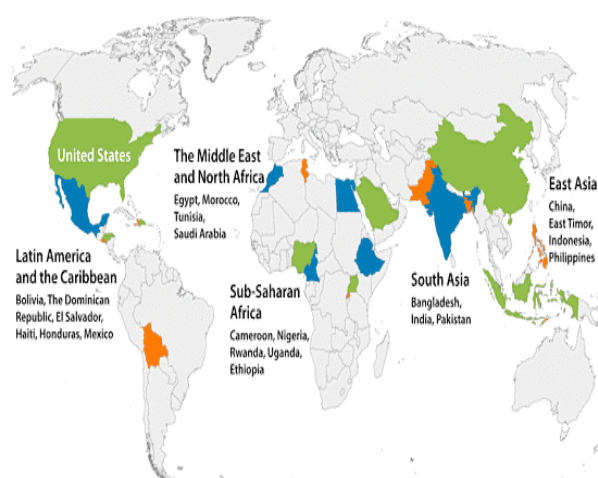 United States
The Middle East
and North Africa
Egypt, Morocco,
Tunisia,
Saudi Arabia
East Asia
China,
East Timor,
Indonesia,
Philippines
Latin America
and the Caribbean
Bolivia, The Dominican
Republic, El Salvador,
Haiti, Honduras, Mexico
Sub-Saharan
Africa
Cameroon, Nigeria,
Rwanda, Uganda,
Ethiopia
South Asia
Bangladesh,
India, Pakistan